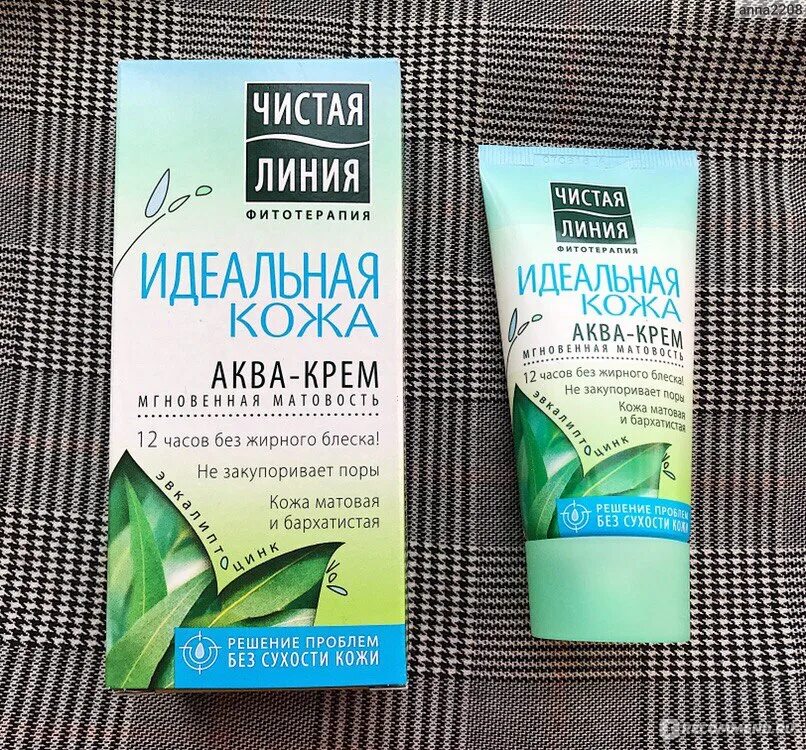 anna2208
ЧИСТАЯ
ЛИНИЯ
ФИТОТЕРАПИЯ
ИДЕАЛЬНАЯ
КОЖА
АКВА-КРЕМ
МГНОВЕННАЯ МАТОВОСТЬ
12 часов без жирного блеска!
Не закупоривает поры
Кожа матовая
и бархатистая
эвкалипт
цинк
РЕШЕНИЕ ПРОБЛЕМ
БЕЗ СУХОСТИ КОЖИ
ЧИСТАЯ
ЛИНИЯ
ФИТОТЕРАПИЯ
ИДЕАЛЬНАЯ
КОЖА
АКВА-КРЕМ
МГНОВЕННАЯ МАТОВОСТЬ
12 часов без жирного блеска!
Не закупоривает поры
Кожа матовая
и бархатистая
эвкалипт
цинк
РЕШЕНИЕ ПРОБЛЕМ
БЕЗ СУХОСТИ КОЖИ
RECOMMEND.RU